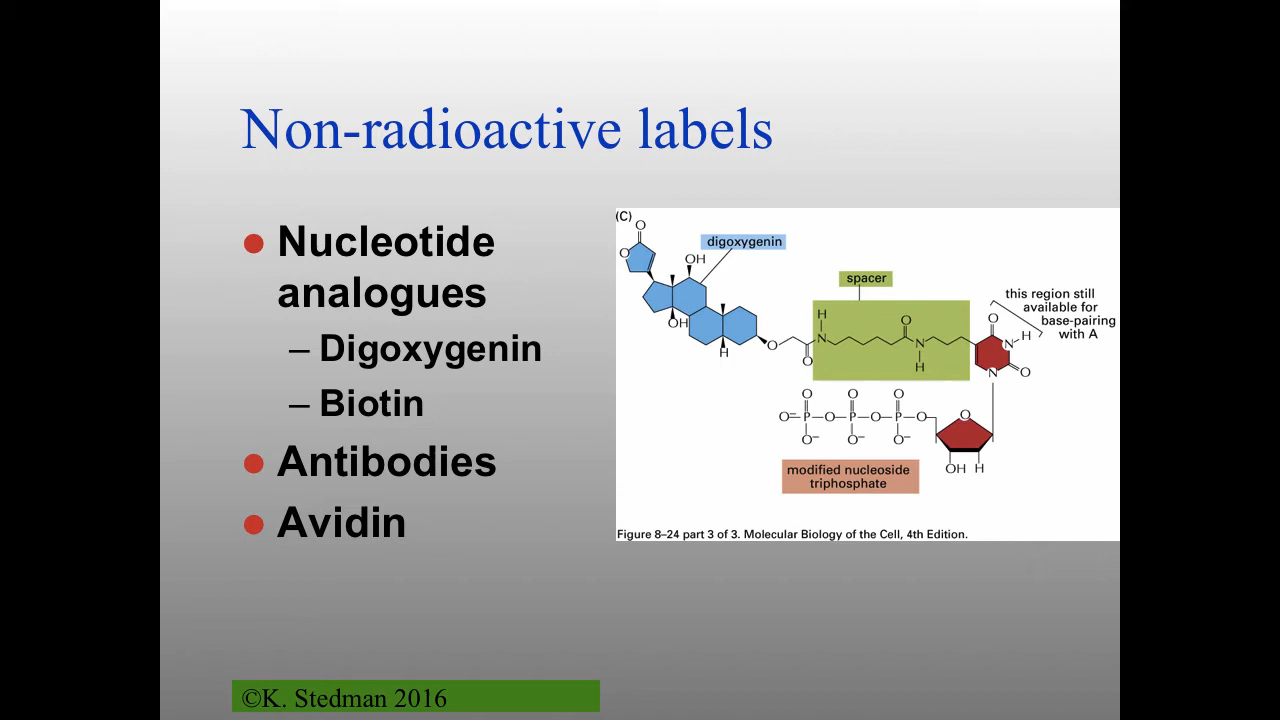 Non-radioactive labels
Nucleotide
analogues
– Digoxygenin
– Biotin
Antibodies
Avidin
(C)
O
O
OH
digoxygenin
OH
H
O
O
spacer
H
N
O
N
H
this region still
available for
base-pairing
with A
O
N
H
N
O
O
O
O
O–P–O–P–O–P–O
O–
O–
O–
O
OH H
modified nucleoside
triphosphate
Figure 8–24 part 3 of 3. Molecular Biology of the Cell, 4th Edition.
©K. Stedman 2016